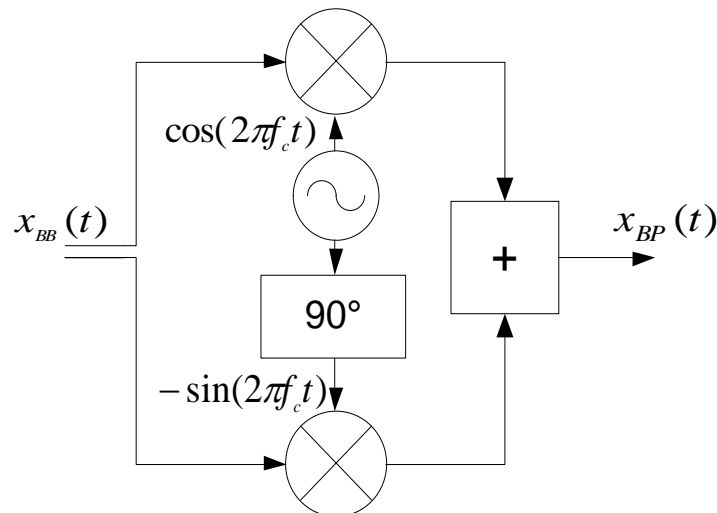 cos(2πf_c t)
x_BB(t)
x_BP(t)
+
90°
−sin(2πf_c t)